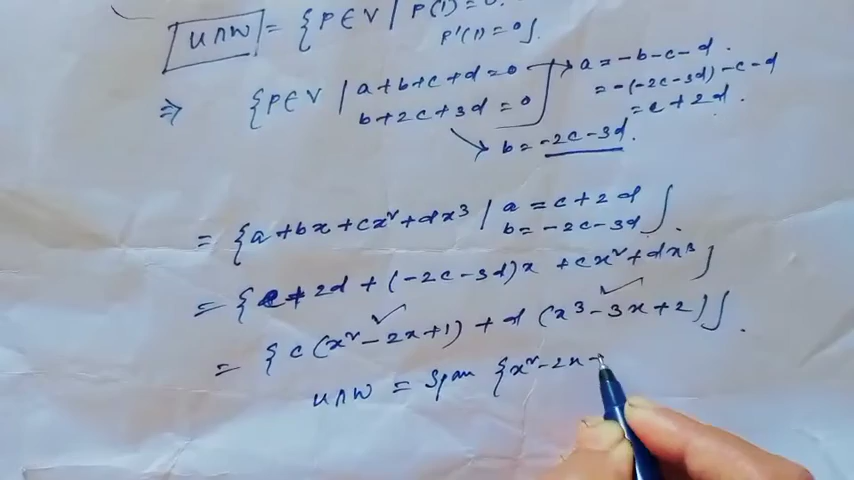 U∩W = {P∈V | P(1)=0.
P'(1)=0}.
⇒ {P∈V | a+b+c+d=0 → a=-b-c-d.
b+2c+3d=0 = -(-2c-3d)-c-d
= c+2d.
→ b=-2c-3d.
= {a+bx+cx²+dx³ | a=c+2d
b=-2c-3d}.
= {c+2d+(-2c-3d)x+cx²+dx³}
= {c(x²-2x+1)+d(x³-3x+2)}.
U∩W = Span {x²-2x+